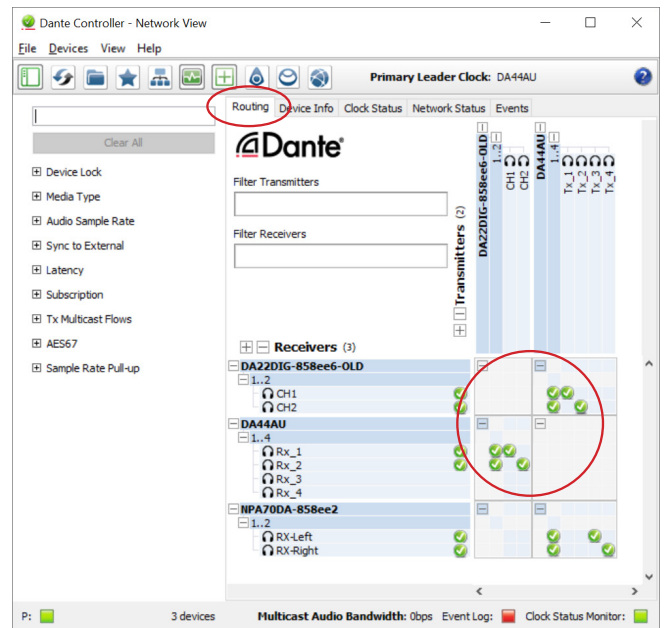 Dante Controller - Network View
File Devices View Help
Primary Leader Clock: DA44AU
Routing Device Info Clock Status Network Status Events
Clear All
Device Lock
Media Type
Audio Sample Rate
Sync to External
Latency
Subscription
Tx Multicast Flows
AES67
Sample Rate Pull-up
Dante
Filter Transmitters
Filter Receivers
Transmitters (2)
DA22DIG-858ee6-OLD
1..2
CH1
CH2
DA44AU
1..4
Tx_1
Tx_2
Tx_3
Tx_4
Receivers (3)
DA22DIG-858ee6-OLD
1..2
CH1
CH2
DA44AU
1..4
Rx_1
Rx_2
Rx_3
Rx_4
NPA70DA-858ee2
1..2
RX-Left
RX-Right
P: 3 devices Multicast Audio Bandwidth: 0bps Event Log: Clock Status Monitor: